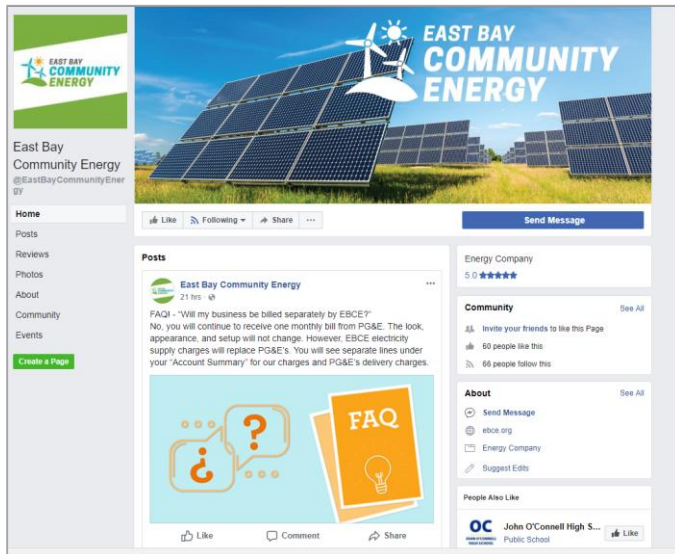 EAST BAY
COMMUNITY
ENERGY
EAST BAY
COMMUNITY
ENERGY
East Bay
Community Energy
@EastBayCommunityEner
gy
Home
Posts
Reviews
Photos
About
Community
Events
Create a Page
Like
Following
Share
Send Message
Posts
East Bay Community Energy
21 hrs
FAQ! - "Will my business be billed separately by EBCE?"
No, you will continue to receive one monthly bill from PG&E. The look,
appearance, and setup will not change. However, EBCE electricity
supply charges will replace PG&E's. You will see separate lines under
your "Account Summary" for our charges and PG&E's delivery charges.
? ¿
FAQ
Like
Comment
Share
Energy Company
5.0 ★★★★★
Community
See All
Invite your friends to like this Page
60 people like this
66 people follow this
About
See All
Send Message
ebce.org
Energy Company
Suggest Edits
People Also Like
OC
John O'Connell High S...
Public School
Like